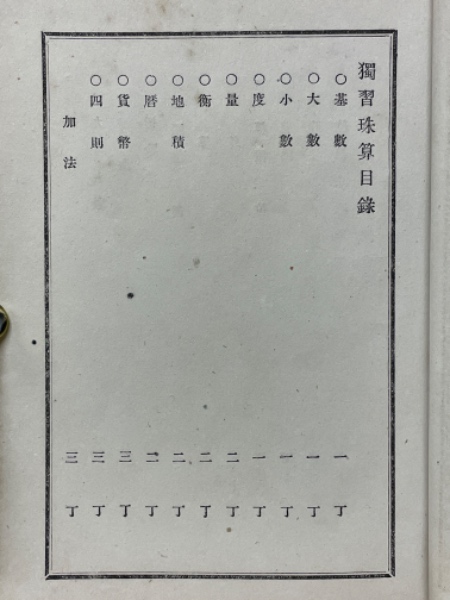 獨習珠算目錄
○基數 一丁
○大數 一丁
○小數 一丁
○度 一丁
○量 二丁
○衡 二丁
○地積 二丁
○曆 二丁
○貨幣 三丁
○四則 三丁
加法 三丁